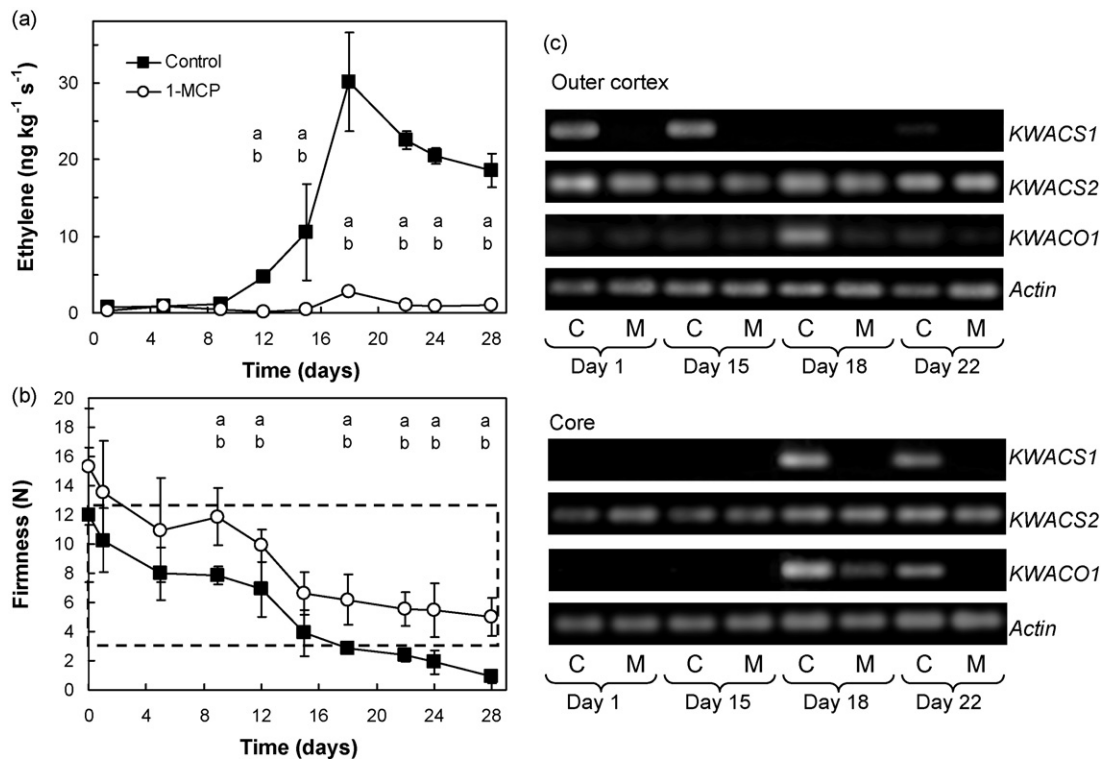 (a)
Ethylene (ng kg⁻¹ s⁻¹)
30
20
10
0
Control
1-MCP
a a
b b
a a a a
b b b b
0 4 8 12 16 20 24 28
Time (days)
(b)
Firmness (N)
20
18
16
14
12
10
8
6
4
2
0
a a a a a a
b b b b b b
0 4 8 12 16 20 24 28
Time (days)
(c)
Outer cortex
KWACS1
KWACS2
KWACO1
Actin
C M C M C M C M
Day 1 Day 15 Day 18 Day 22
Core
KWACS1
KWACS2
KWACO1
Actin
C M C M C M C M
Day 1 Day 15 Day 18 Day 22